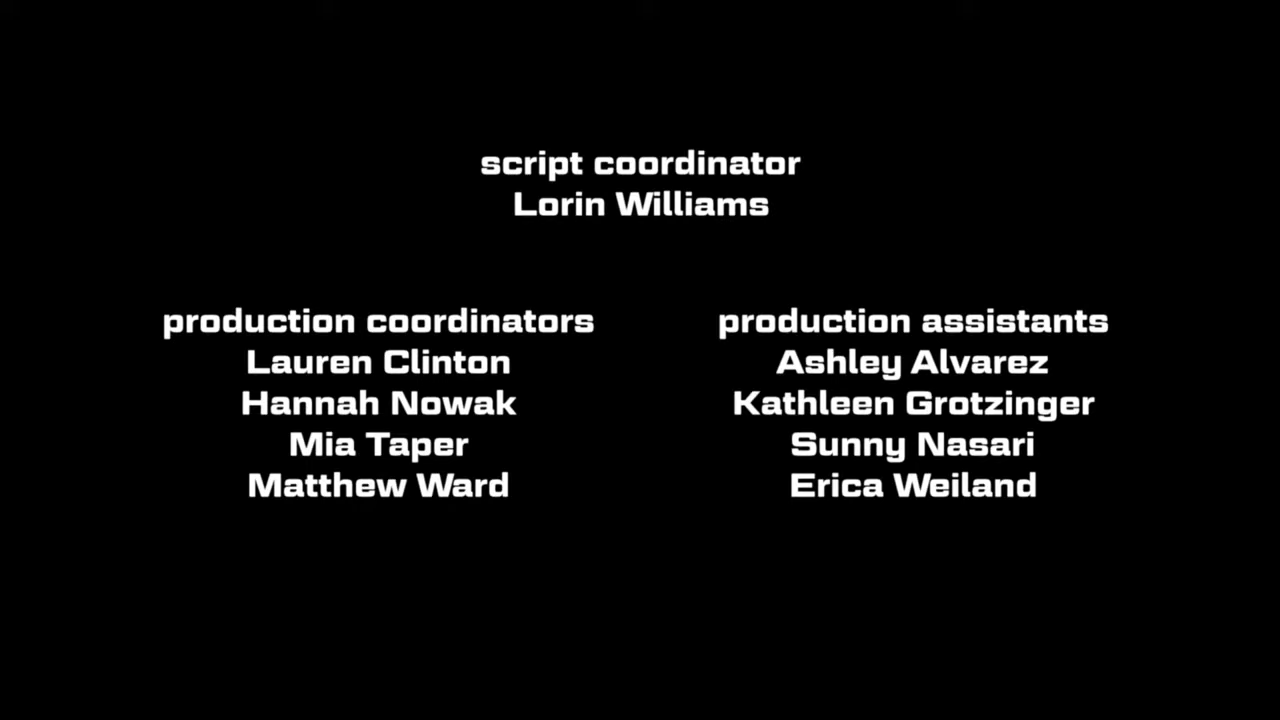 script coordinator
Lorin Williams
production coordinators
Lauren Clinton
Hannah Nowak
Mia Taper
Matthew Ward
production assistants
Ashley Alvarez
Kathleen Grotzinger
Sunny Nasari
Erica Weiland